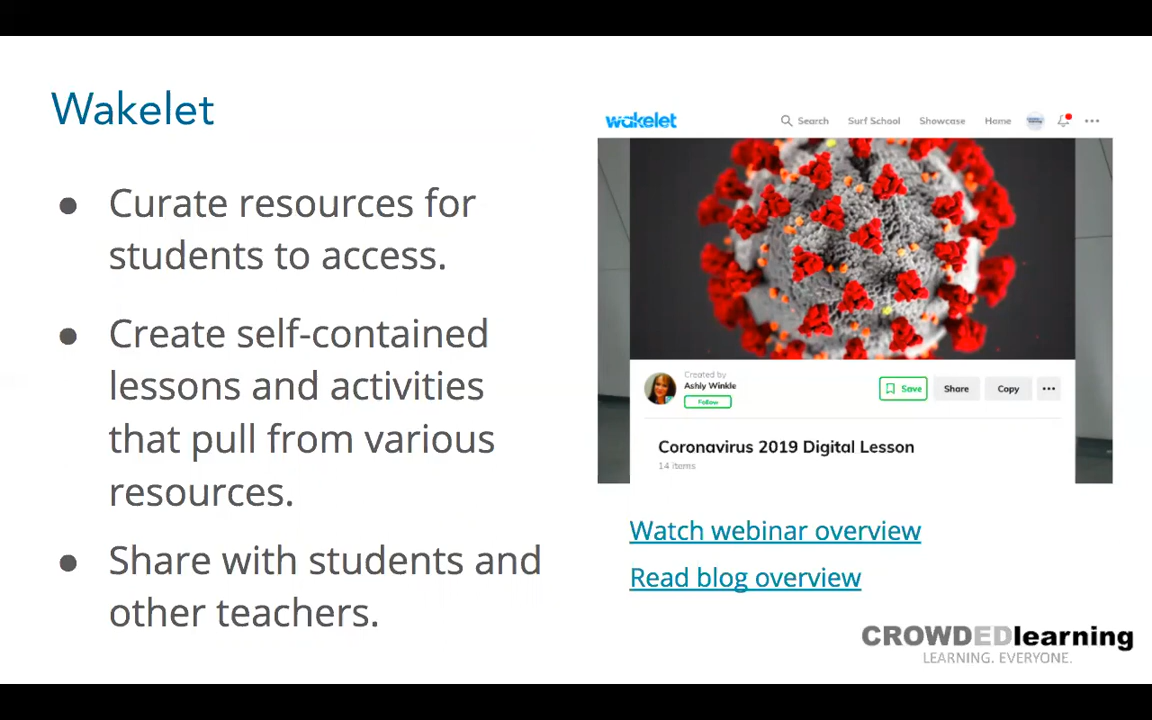 Wakelet
● Curate resources for
students to access.
● Create self-contained
lessons and activities
that pull from various
resources.
● Share with students and
other teachers.
wakelet
Search Surf School Showcase Home
Created by
Ashly Winkle
Follow
Save Share Copy
Coronavirus 2019 Digital Lesson
14 items
Watch webinar overview
Read blog overview
CROWDEDlearning
LEARNING. EVERYONE.